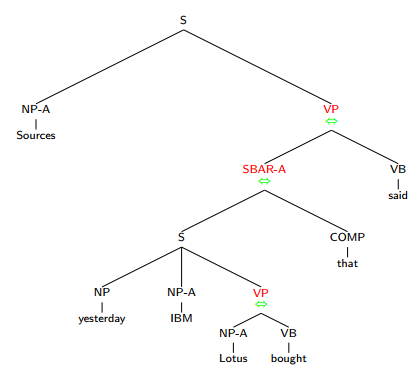 S
NP-A VP
⇔
Sources
SBAR-A VB
⇔
said
S COMP
that
NP NP-A VP
⇔
yesterday IBM
NP-A VB
Lotus bought